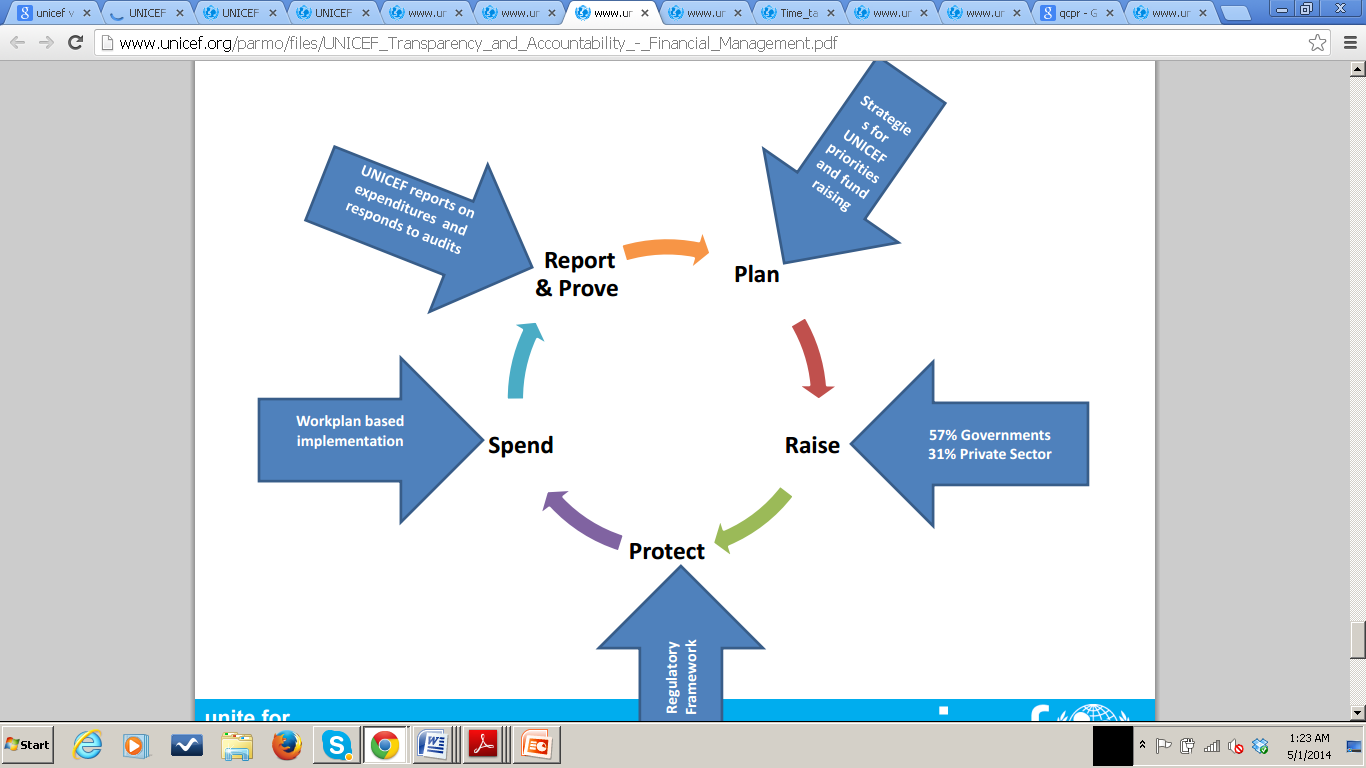 unicef v
UNICEF
UNICEF
UNICEF
www.ur
www.ur
www.ur
www.ur
Time_ta
www.ur
www.ur
qcpr - G
www.ur
www.unicef.org/parmo/files/UNICEF_Transparency_and_Accountability_-_Financial_Management.pdf
Strategie
s for
UNICEF
priorities
and fund
raising
UNICEF reports on
expenditures and
responds to audits
Report
& Prove
Plan
Workplan based
implementation
Spend
Raise
57% Governments
31% Private Sector
Protect
Regulatory
Framework
unite for
Start
1:23 AM
5/1/2014